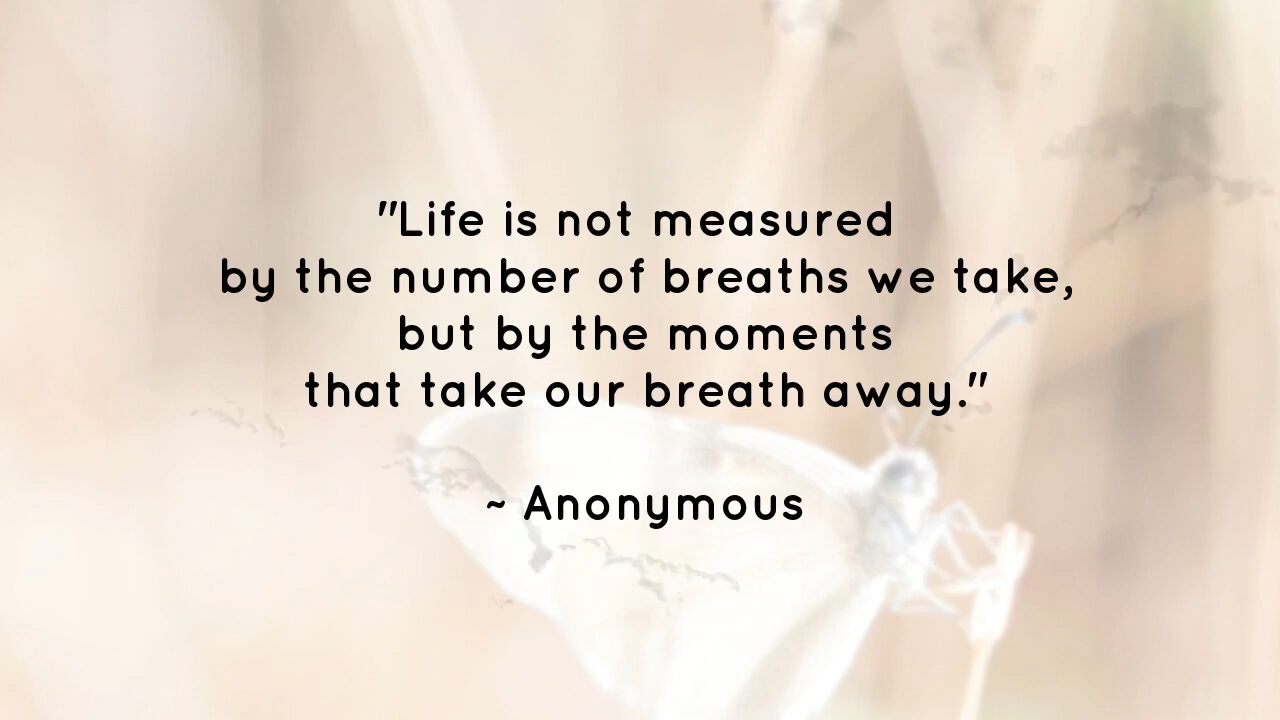 "Life is not measured
by the number of breaths we take,
but by the moments
that take our breath away."
~ Anonymous